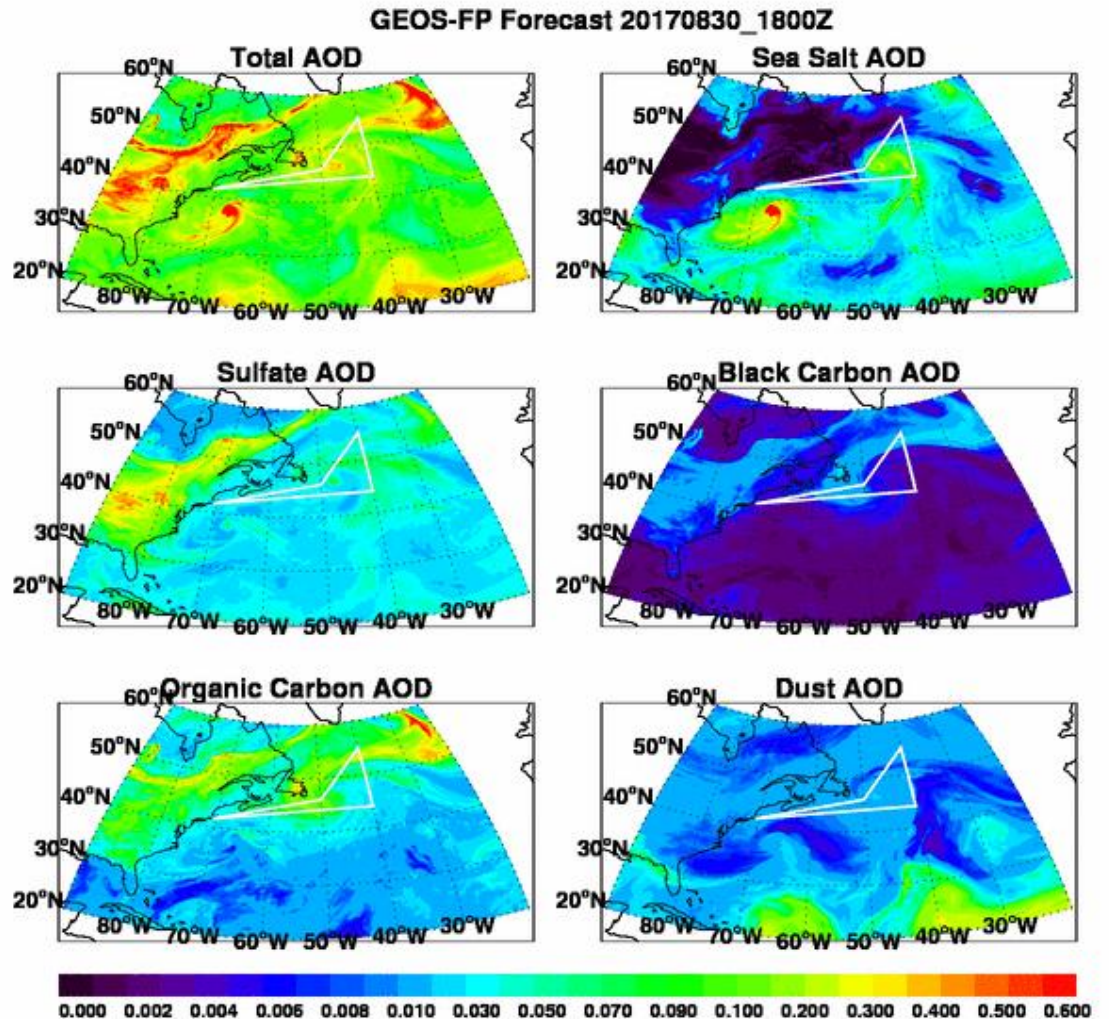 GEOS-FP Forecast 20170830_1800Z
Total AOD
60°N
50°N
40°N
30°N
20°N
80°W 70°W 60°W 50°W 40°W 30°W
Sea Salt AOD
60°N
50°N
40°N
30°N
20°N
80°W 70°W 60°W 50°W 40°W 30°W
Sulfate AOD
60°N
50°N
40°N
30°N
20°N
80°W 70°W 60°W 50°W 40°W 30°W
Black Carbon AOD
60°N
50°N
40°N
30°N
20°N
80°W 70°W 60°W 50°W 40°W 30°W
Organic Carbon AOD
60°N
50°N
40°N
30°N
20°N
80°W 70°W 60°W 50°W 40°W 30°W
Dust AOD
60°N
50°N
40°N
30°N
20°N
80°W 70°W 60°W 50°W 40°W 30°W
0.000 0.002 0.004 0.006 0.008 0.010 0.030 0.050 0.070 0.090 0.100 0.200 0.300 0.400 0.500 0.600